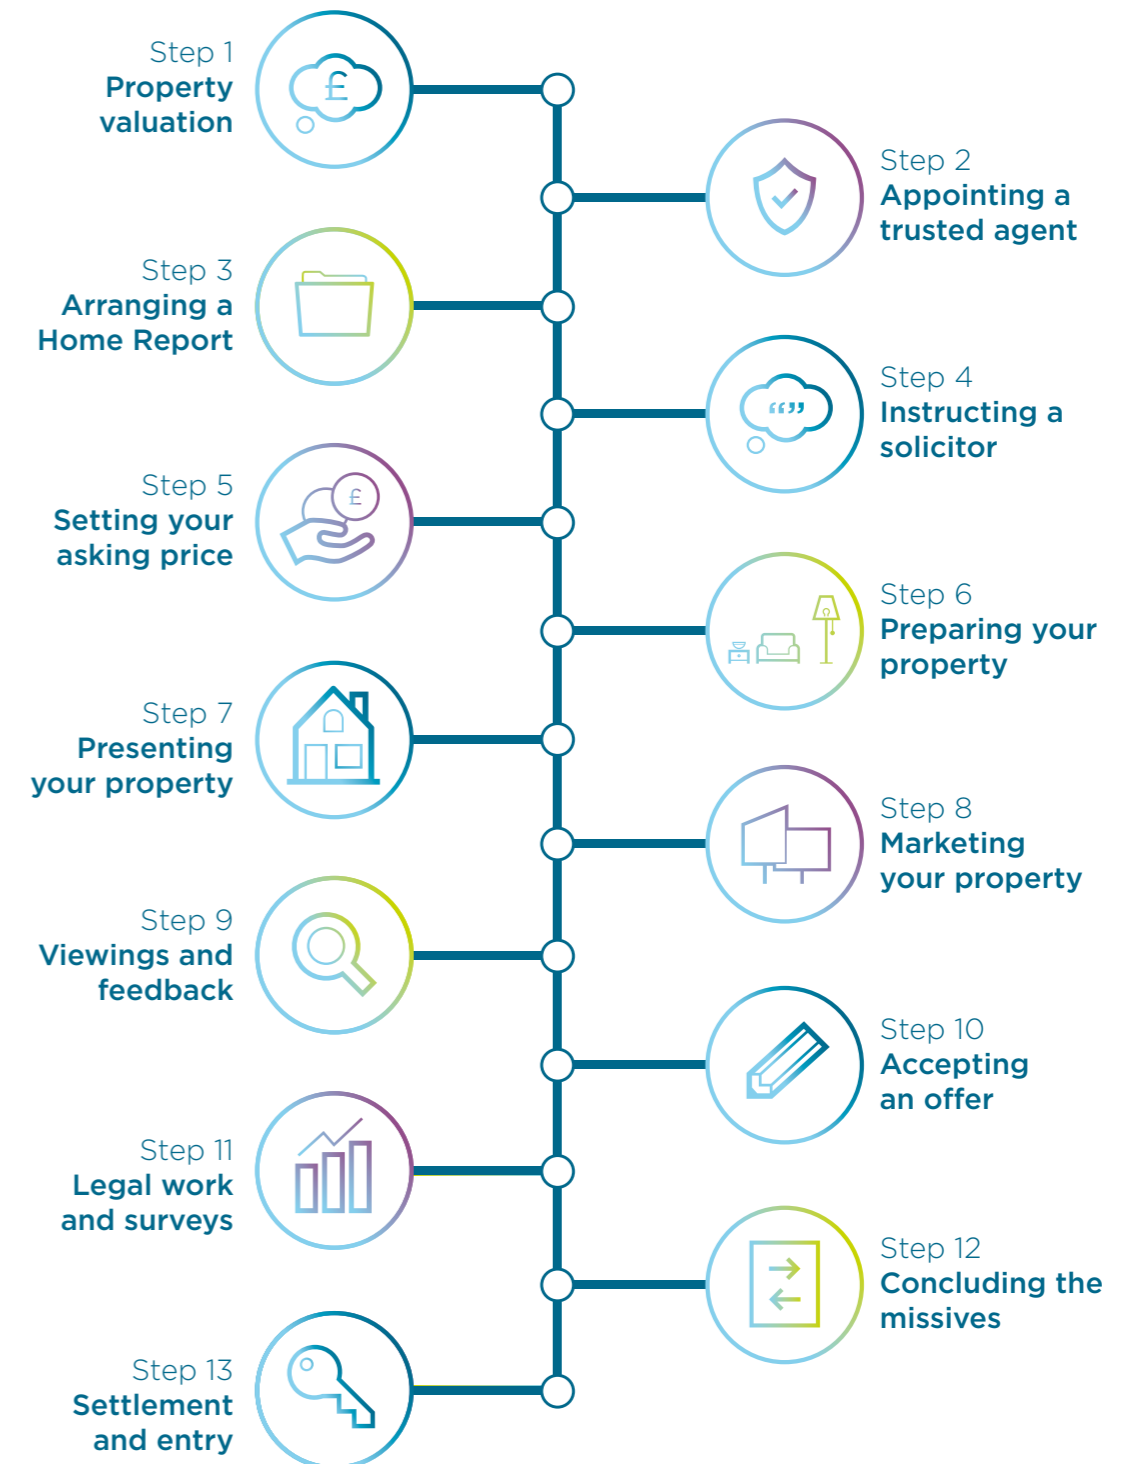 Step 1
Property
valuation
£
Step 2
Appointing a
trusted agent
Step 3
Arranging a
Home Report
Step 4
Instructing a
solicitor
“”
Step 5
Setting your
asking price
£
Step 6
Preparing your
property
Step 7
Presenting
your property
Step 8
Marketing
your property
Step 9
Viewings and
feedback
Step 10
Accepting
an offer
Step 11
Legal work
and surveys
Step 12
Concluding the
missives
Step 13
Settlement
and entry